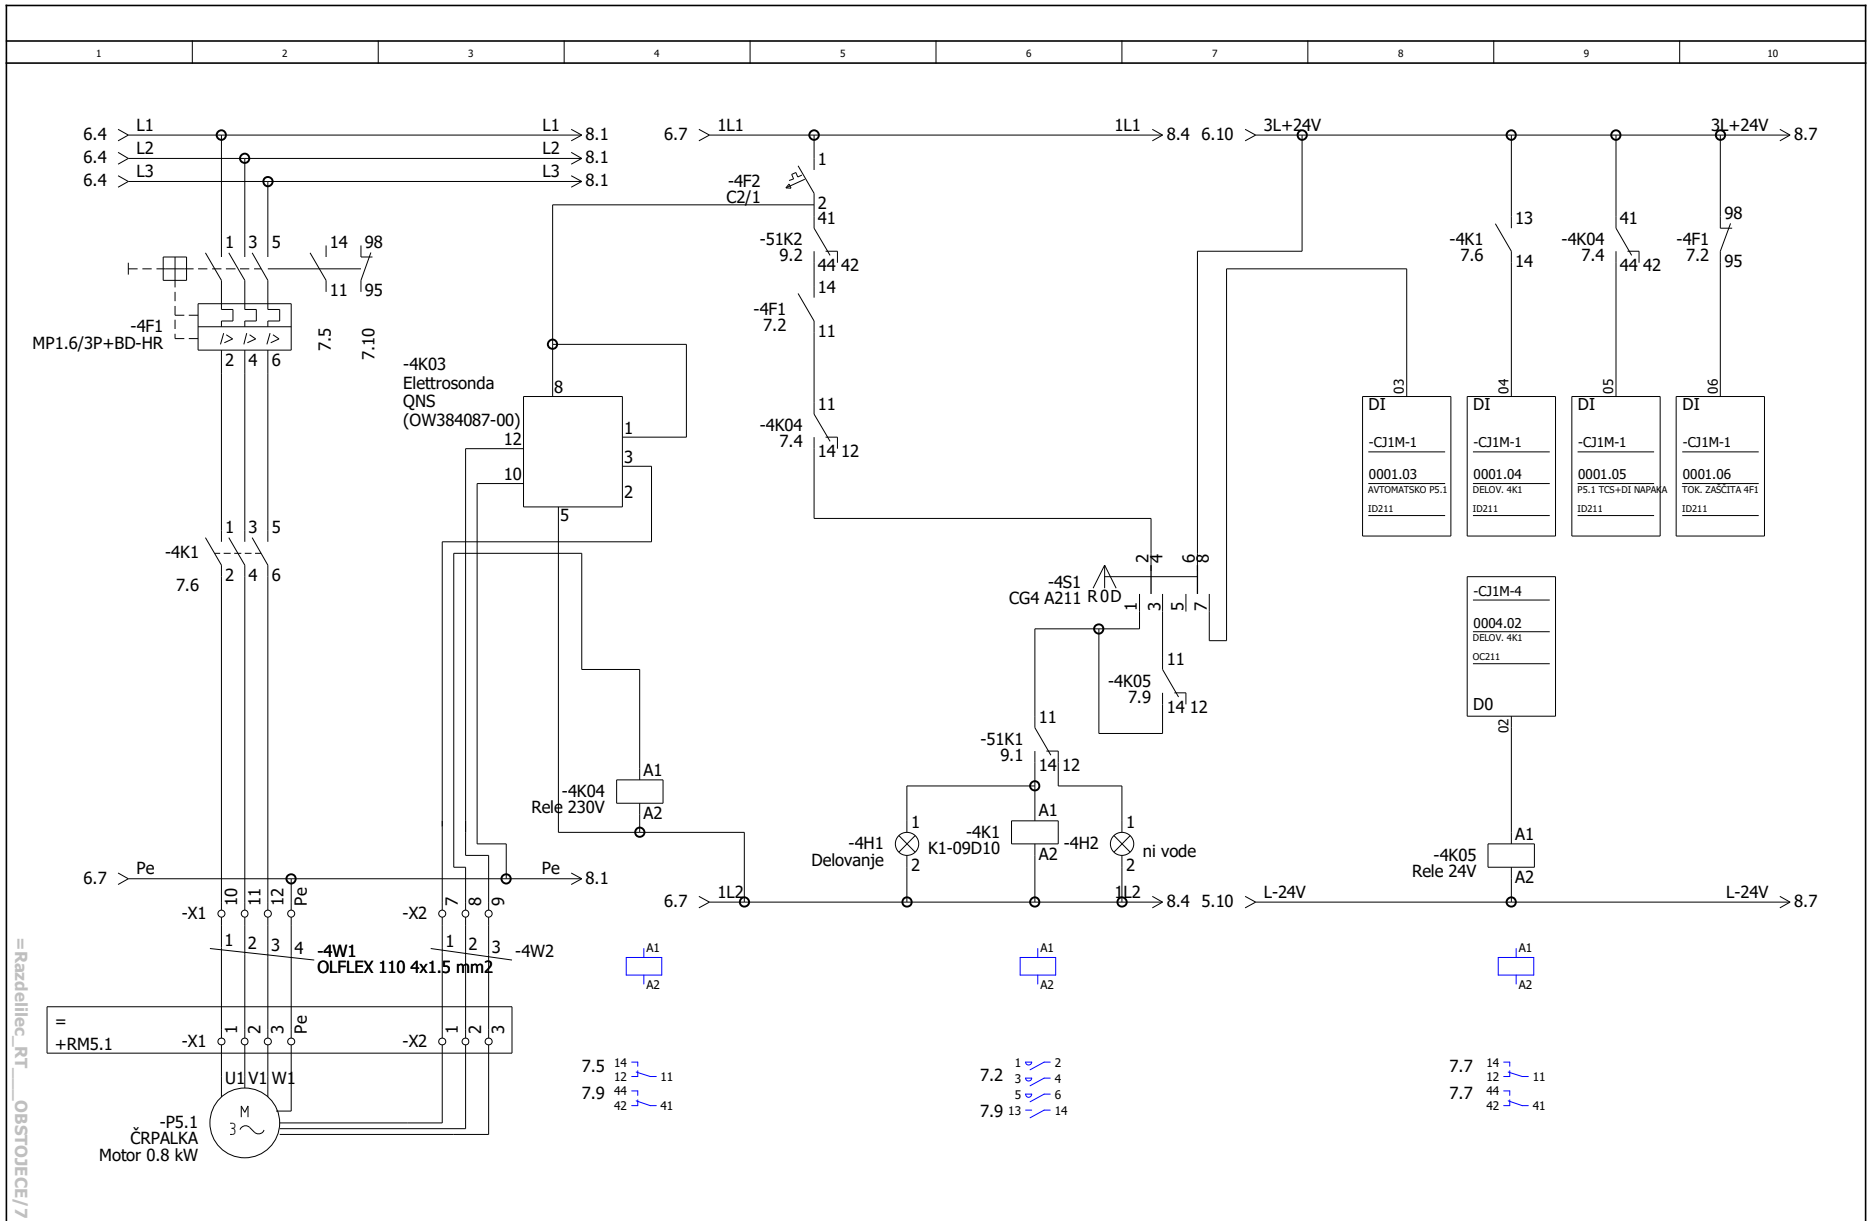 1 2 3 4 5 6 7 8 9 10
6.4 L1 L1 8.1
6.4 L2 L2 8.1
6.4 L3 L3 8.1
6.7 1L1 1L1 8.4
6.10 3L+24V 3L+24V 8.7
1 3 5
14 98
11 95
-4F1
MP1.6/3P+BD-HR
/> /> />
2 4 6
7.5
7.10
1 3 5
-4K1
7.6
2 4 6
-4K03
Elettrosonda
QNS
(OW384087-00)
8
1
12
3
10
2
5
-4F2
C2/1
1
2
41
-51K2
9.2
44 42
14
-4F1
7.2
11
11
-4K04
7.4
14 12
2 4 6 8
-4S1
CG4 A211
R 0 D
1 3 5 7
11
-4K05
7.9
14 12
11
-51K1
9.1
14 12
A1
-4K04
Rele 230V
A2
1
-4H1
Delovanje
2
A1
-4K1
K1-09D10
A2
1
-4H2
ni vode
2
13
-4K1
7.6
14
41
-4K04
7.4
44 42
98
-4F1
7.2
95
03
DI
-CJ1M-1
0001.03
AVTOMATSKO P5.1
ID211
04
DI
-CJ1M-1
0001.04
DELOV. 4K1
ID211
05
DI
-CJ1M-1
0001.05
P5.1 TCS+DI NAPAKA
ID211
06
DI
-CJ1M-1
0001.06
TOK. ZAŠČITA 4F1
ID211
-CJ1M-4
0004.02
DELOV. 4K1
OC211
D0
02
A1
-4K05
Rele 24V
A2
6.7 Pe Pe 8.1
6.7 1L2 1L2 8.4
5.10 L-24V L-24V 8.7
-X1 10 11 12 Pe
-X2 7 8 9
1 2 3 4 -4W1
OLFLEX 110 4x1.5 mm2
1 2 3 -4W2
=
+RM5.1
-X1 1 2 3 Pe
-X2 1 2 3
U1 V1 W1
M
3
-P5.1
ČRPALKA
Motor 0.8 kW
A1
A2
7.5 14
12 11
7.9 44
42 41
A1
A2
7.2
1 2
3 4
5 6
7.9 13 14
A1
A2
7.7 14
12 11
7.7 44
42 41
=Razdelilec_RT___OBSTOJECE/7